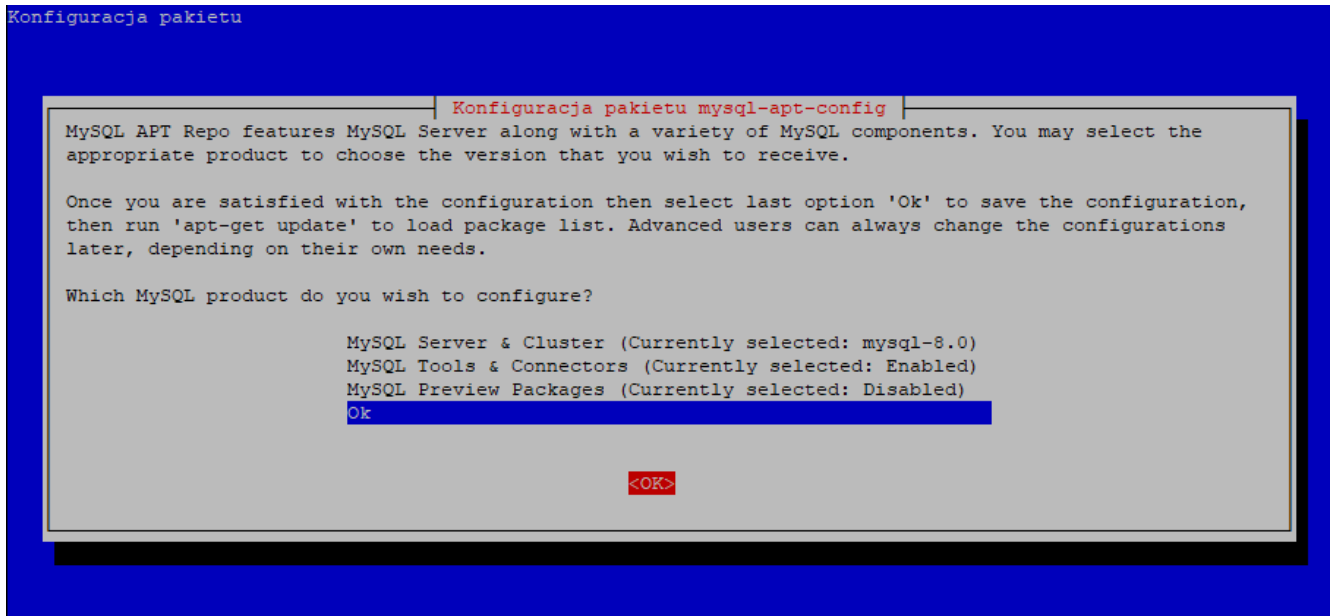 Konfiguracja pakietu
Konfiguracja pakietu mysql-apt-config
MySQL APT Repo features MySQL Server along with a variety of MySQL components. You may select the
appropriate product to choose the version that you wish to receive.
Once you are satisfied with the configuration then select last option 'Ok' to save the configuration,
then run 'apt-get update' to load package list. Advanced users can always change the configurations
later, depending on their own needs.
Which MySQL product do you wish to configure?
MySQL Server & Cluster (Currently selected: mysql-8.0)
MySQL Tools & Connectors (Currently selected: Enabled)
MySQL Preview Packages (Currently selected: Disabled)
Ok
<OK>